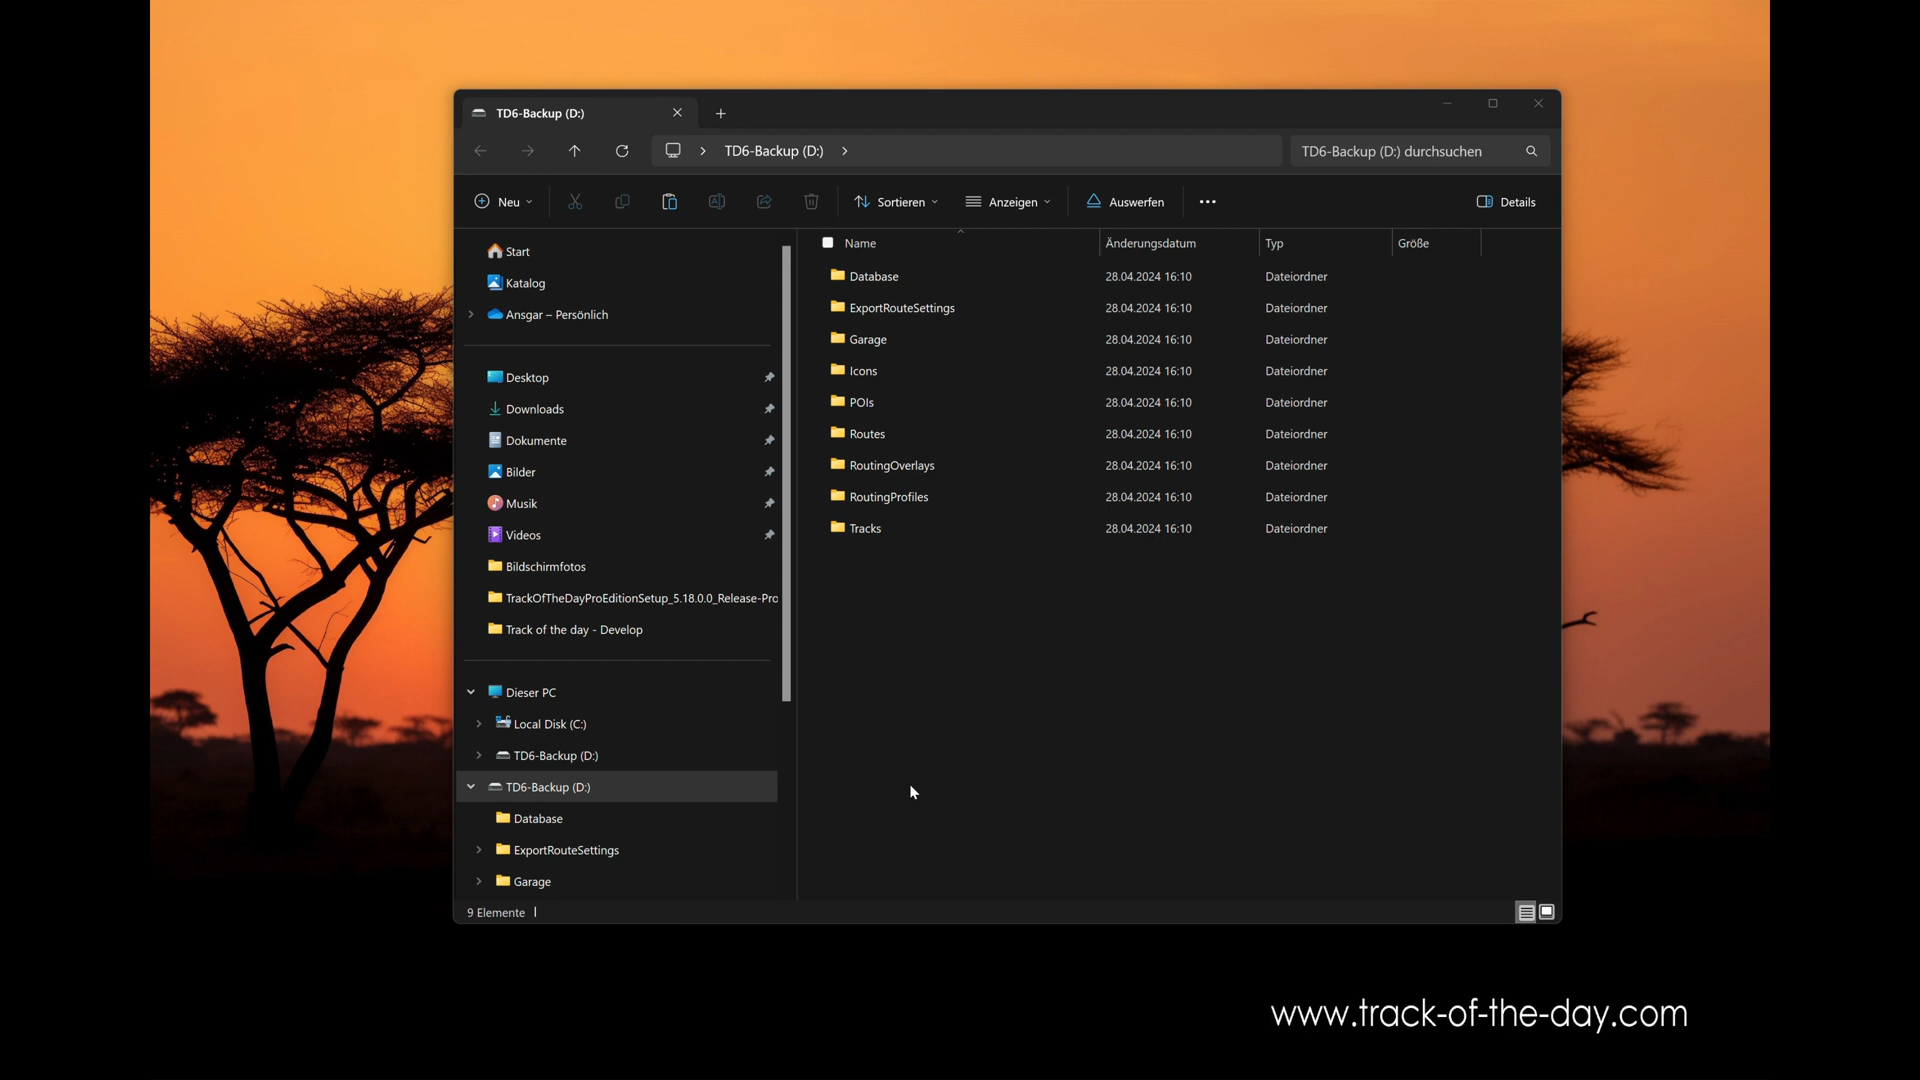 TD6-Backup (D:)
TD6-Backup (D:)
TD6-Backup (D:) durchsuchen
Neu
Sortieren
Anzeigen
Auswerfen
Details
Start
Katalog
Ansgar – Persönlich
Desktop
Downloads
Dokumente
Bilder
Musik
Videos
Bildschirmfotos
TrackOfTheDayProEditionSetup_5.18.0.0_Release-Pro
Track of the day - Develop
Dieser PC
Local Disk (C:)
TD6-Backup (D:)
TD6-Backup (D:)
Database
ExportRouteSettings
Garage
Name Änderungsdatum Typ Größe
Database 28.04.2024 16:10 Dateiordner
ExportRouteSettings 28.04.2024 16:10 Dateiordner
Garage 28.04.2024 16:10 Dateiordner
Icons 28.04.2024 16:10 Dateiordner
POIs 28.04.2024 16:10 Dateiordner
Routes 28.04.2024 16:10 Dateiordner
RoutingOverlays 28.04.2024 16:10 Dateiordner
RoutingProfiles 28.04.2024 16:10 Dateiordner
Tracks 28.04.2024 16:10 Dateiordner
9 Elemente
www.track-of-the-day.com